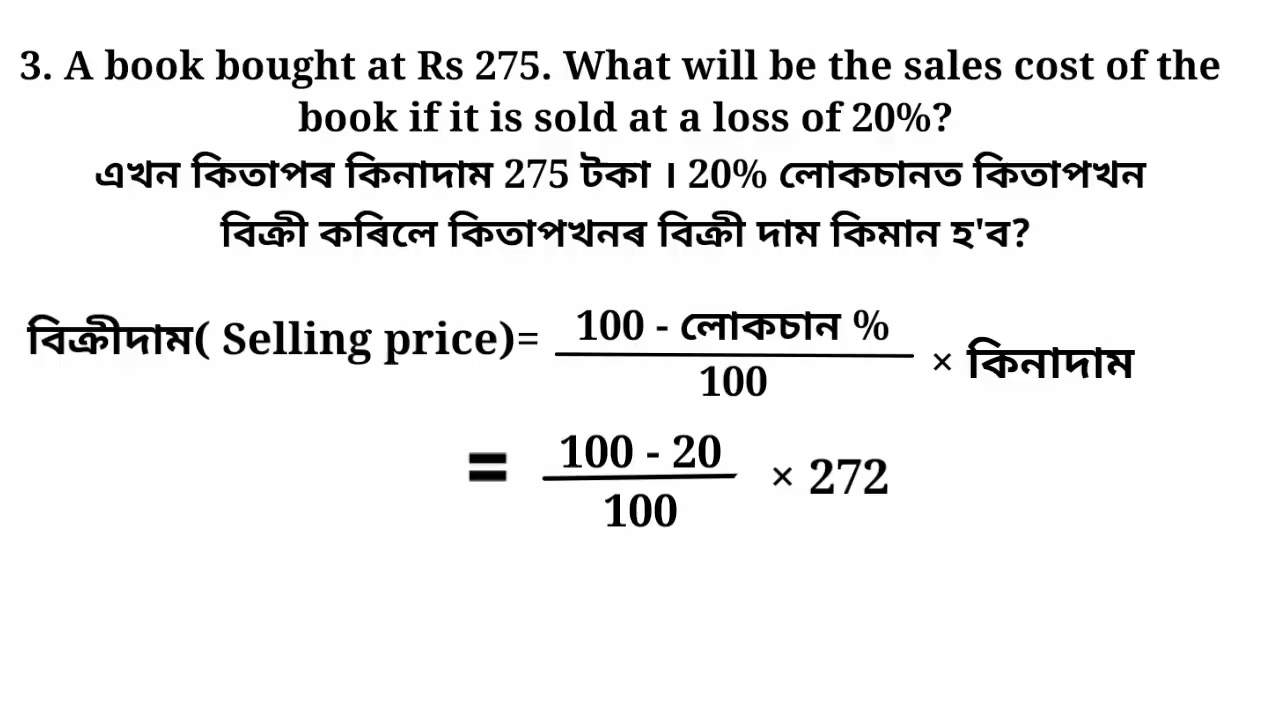 3. A book bought at Rs 275. What will be the sales cost of the
book if it is sold at a loss of 20%?
এখন কিতাপৰ কিনাদাম 275 টকা । 20% লোকচানত কিতাপখন
বিক্ৰী কৰিলে কিতাপখনৰ বিক্ৰী দাম কিমান হ'ব?
বিক্ৰীদাম( Selling price)= 100 - লোকচান % / 100 × কিনাদাম
= 100 - 20 / 100 × 272